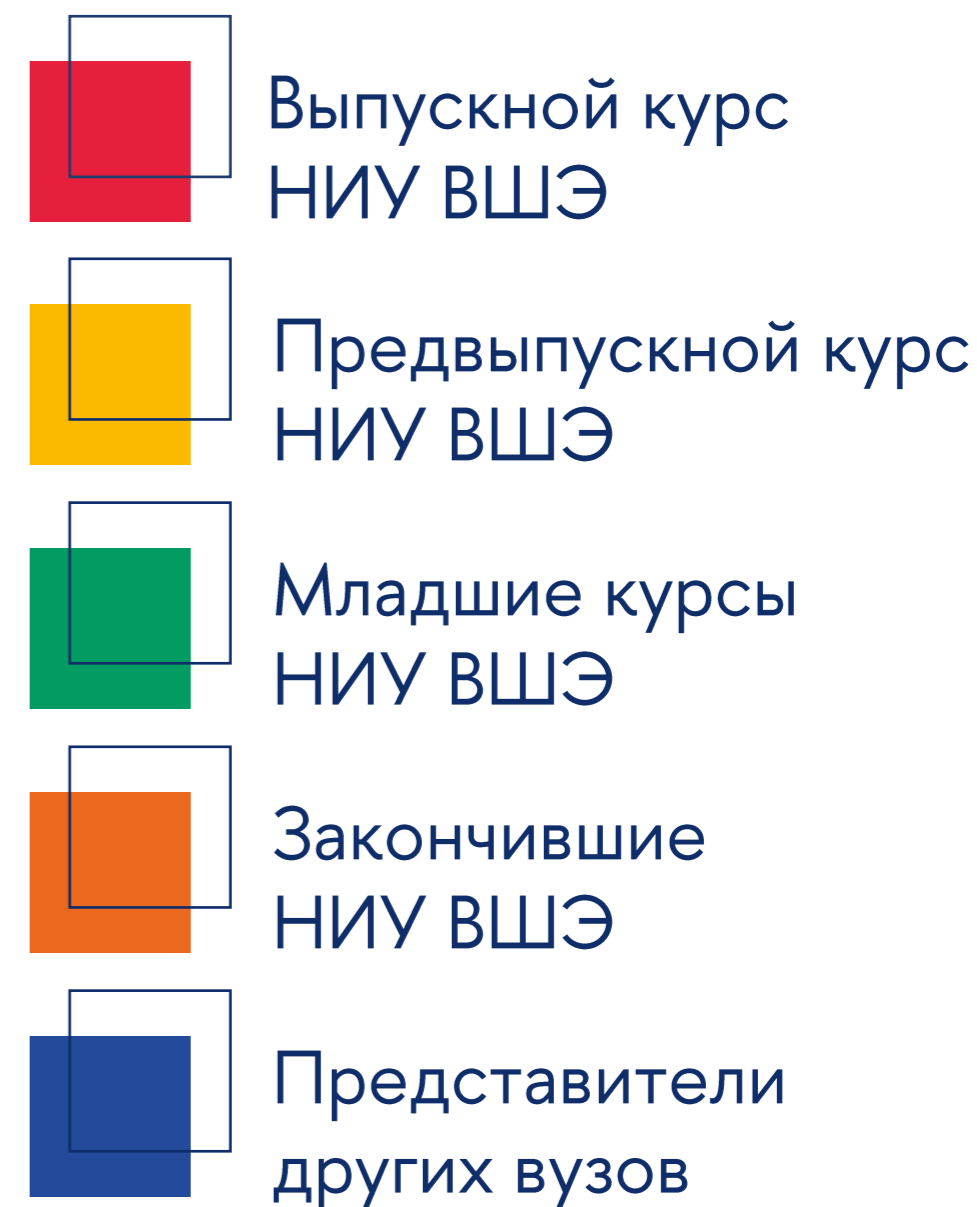 Выпускной курс
НИУ ВШЭ
Предвыпускной курс
НИУ ВШЭ
Младшие курсы
НИУ ВШЭ
Закончившие
НИУ ВШЭ
Представители
других вузов